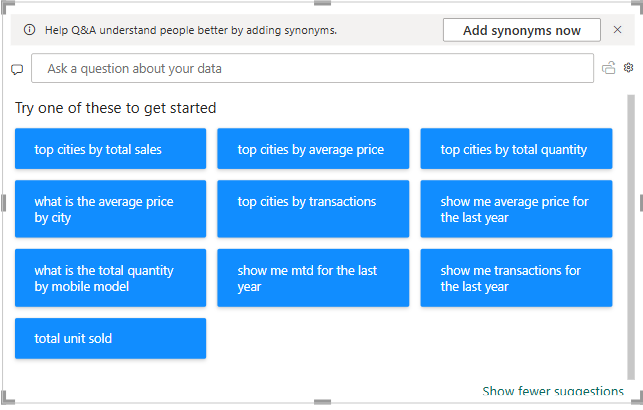 Help Q&A understand people better by adding synonyms.
Add synonyms now
Ask a question about your data
Try one of these to get started
top cities by total sales
top cities by average price
top cities by total quantity
what is the average price
by city
top cities by transactions
show me average price for
the last year
what is the total quantity
by mobile model
show me mtd for the last
year
show me transactions for
the last year
total unit sold
Show fewer suggestions